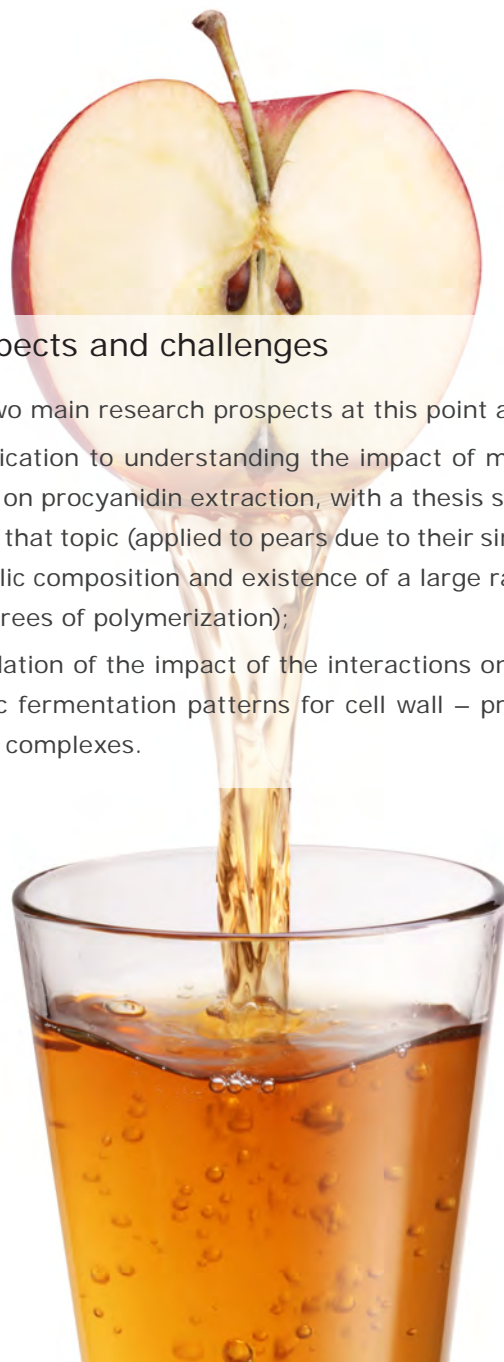 pects and challenges
wo main research prospects at this point a
ication to understanding the impact of m
on procyanidin extraction, with a thesis s
that topic (applied to pears due to their si
lic composition and existence of a large ra
rees of polymerization);
lation of the impact of the interactions or
c fermentation patterns for cell wall – pr
complexes.